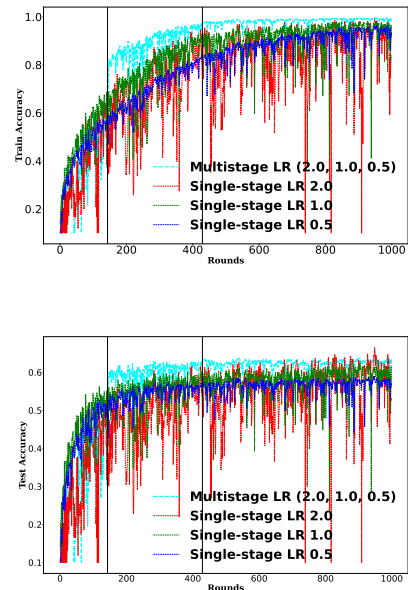 1.0
0.8
0.6
0.4
0.2
Train Accuracy
Multistage LR (2.0, 1.0, 0.5)
Single-stage LR 2.0
Single-stage LR 1.0
Single-stage LR 0.5
0 200 400 600 800 1000
Rounds
0.6
0.5
0.4
0.3
0.2
0.1
Test Accuracy
Multistage LR (2.0, 1.0, 0.5)
Single-stage LR 2.0
Single-stage LR 1.0
Single-stage LR 0.5
0 200 400 600 800 1000
Rounds